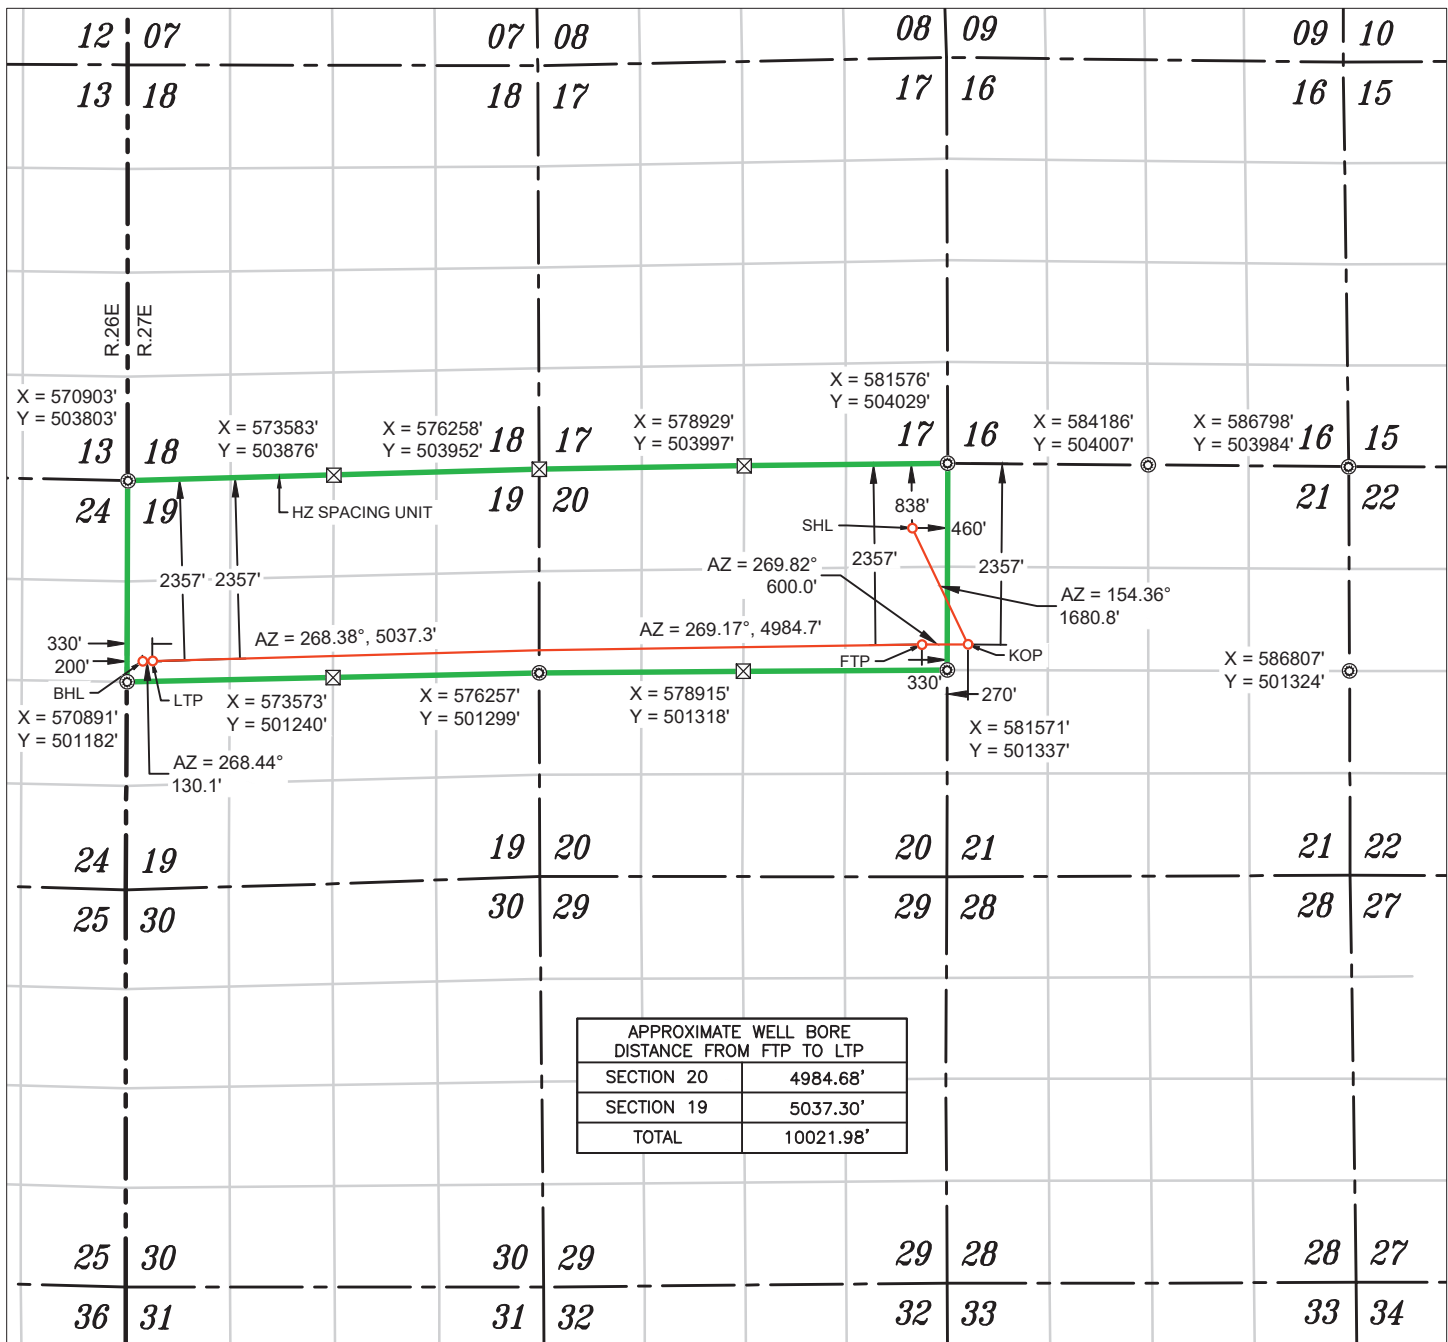 12 07
07 08
08 09
09 10
13 18
18 17
17 16
16 15
R.26E
R.27E
X = 570903'
Y = 503803'
X = 573583'
Y = 503876'
X = 576258'
Y = 503952'
X = 578929'
Y = 503997'
X = 581576'
Y = 504029'
X = 584186'
Y = 504007'
X = 586798'
Y = 503984'
13 18
18 17
17 16
16 15
24 19
19 20
21 22
HZ SPACING UNIT
838'
SHL
460'
2357'
2357'
2357'
2357'
AZ = 269.82°
600.0'
AZ = 154.36°
1680.8'
330'
200'
AZ = 268.38°, 5037.3'
AZ = 269.17°, 4984.7'
FTP
KOP
BHL
LTP
330'
270'
X = 570891'
Y = 501182'
X = 573573'
Y = 501240'
X = 576257'
Y = 501299'
X = 578915'
Y = 501318'
X = 581571'
Y = 501337'
X = 586807'
Y = 501324'
AZ = 268.44°
130.1'
24 19
19 20
20 21
21 22
25 30
30 29
29 28
28 27
APPROXIMATE WELL BORE
DISTANCE FROM FTP TO LTP
SECTION 20 4984.68'
SECTION 19 5037.30'
TOTAL 10021.98'
25 30
30 29
29 28
28 27
36 31
31 32
32 33
33 34